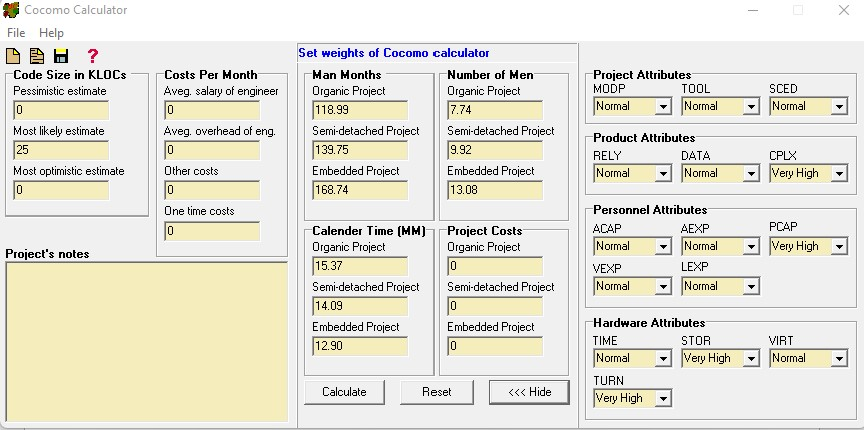 Cocomo Calculator
File Help
?
Set weights of Cocomo calculator
Code Size in KLOCs
Pessimistic estimate
0
Most likely estimate
25
Most optimistic estimate
0
Costs Per Month
Aveg. salary of engineer
0
Aveg. overhead of eng.
0
Other costs
0
One time costs
0
Project's notes
Man Months
Organic Project
118.99
Semi-detached Project
139.75
Embedded Project
168.74
Number of Men
Organic Project
7.74
Semi-detached Project
9.92
Embedded Project
13.08
Calender Time (MM)
Organic Project
15.37
Semi-detached Project
14.09
Embedded Project
12.90
Project Costs
Organic Project
0
Semi-detached Project
0
Embedded Project
0
Calculate Reset <<< Hide
Project Attributes
MODP TOOL SCED
Normal Normal Normal
Product Attributes
RELY DATA CPLX
Normal Normal Very High
Personnel Attributes
ACAP AEXP PCAP
Normal Normal Very High
VEXP LEXP
Normal Normal
Hardware Attributes
TIME STOR VIRT
Normal Very High Normal
TURN
Very High